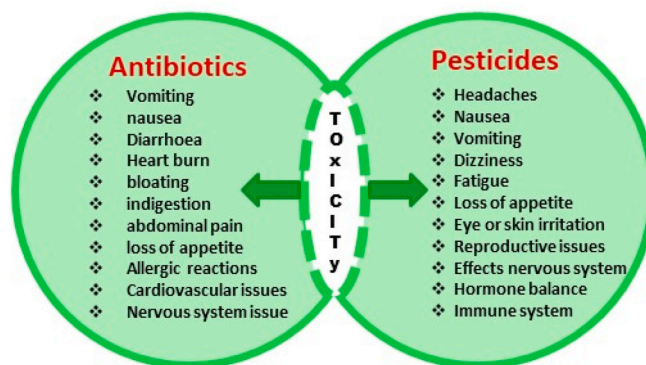 Antibiotics
❖ Vomiting
❖ nausea
❖ Diarrhoea
❖ Heart burn
❖ bloating
❖ indigestion
❖ abdominal pain
❖ loss of appetite
❖ Allergic reactions
❖ Cardiovascular issues
❖ Nervous system issue
TOxICITy
Pesticides
❖ Headaches
❖ Nausea
❖ Vomiting
❖ Dizziness
❖ Fatigue
❖ Loss of appetite
❖ Eye or skin irritation
❖ Reproductive issues
❖ Effects nervous system
❖ Hormone balance
❖ Immune system